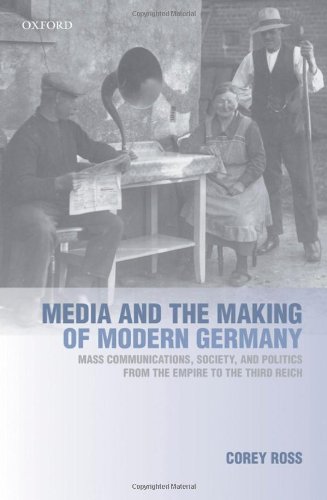 OXFORD
MEDIA AND THE MAKING
OF MODERN GERMANY
MASS COMMUNICATIONS, SOCIETY, AND POLITICS
FROM THE EMPIRE TO THE THIRD REICH
COREY ROSS